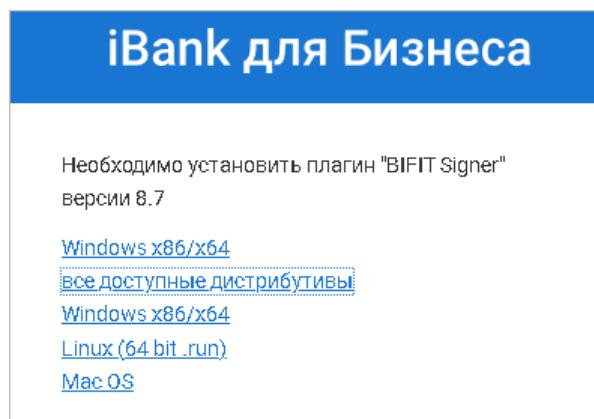 iBank для Бизнеса
Необходимо установить плагин "BIFIT Signer"
версии 8.7
Windows x86/x64
все доступные дистрибутивы
Windows x86/x64
Linux (64 bit .run)
Mac OS